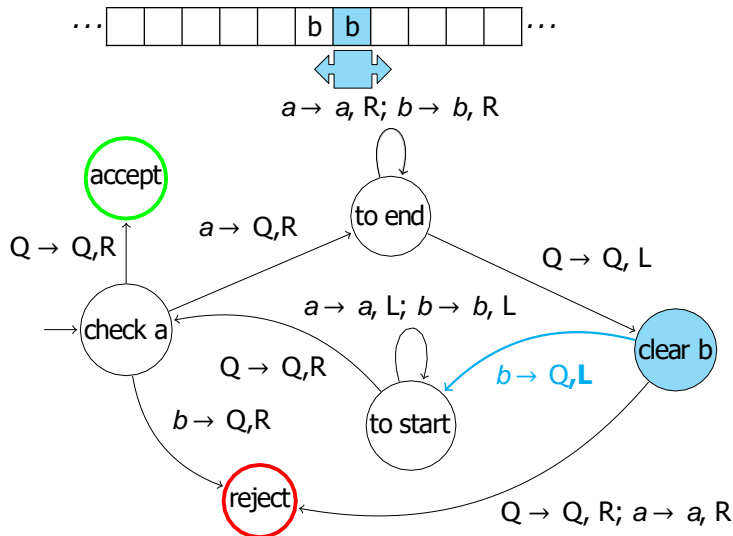 ··· b b ···
a → a, R; b → b, R
accept
to end
Q → Q,R
a → Q,R
Q → Q, L
a → a, L; b → b, L
check a
clear b
Q → Q,R
b → Q,L
b → Q,R
to start
reject
Q → Q, R; a → a, R